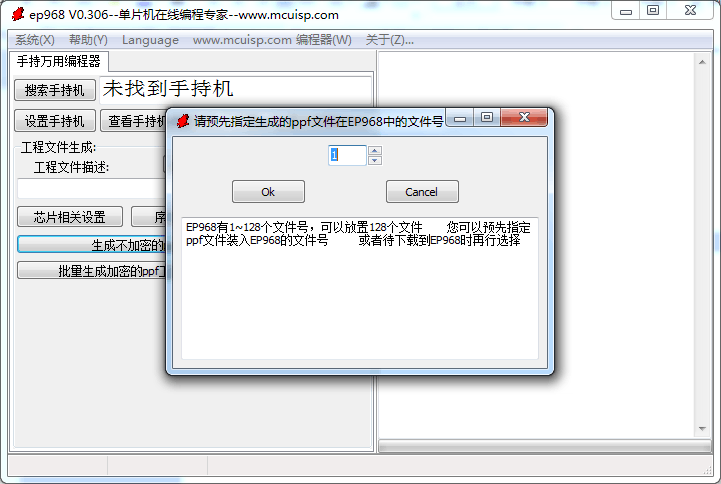 ep968 V0.306--单片机在线编程专家--www.mcuisp.com
系统(X) 帮助(Y) Language www.mcuisp.com 编程器(W) 关于(Z)...
手持万用编程器
搜索手持机 未找到手持机
设置手持机 查看手持机
请预先指定生成的ppf文件在EP968中的文件号
1
Ok Cancel
EP968有1~128个文件号，可以放置128个文件 您可以预先指定
ppf文件装入EP968的文件号 或者待下载到EP968时再行选择
工程文件生成:
工程文件描述:
芯片相关设置 序
生成不加密的
批量生成加密的ppf